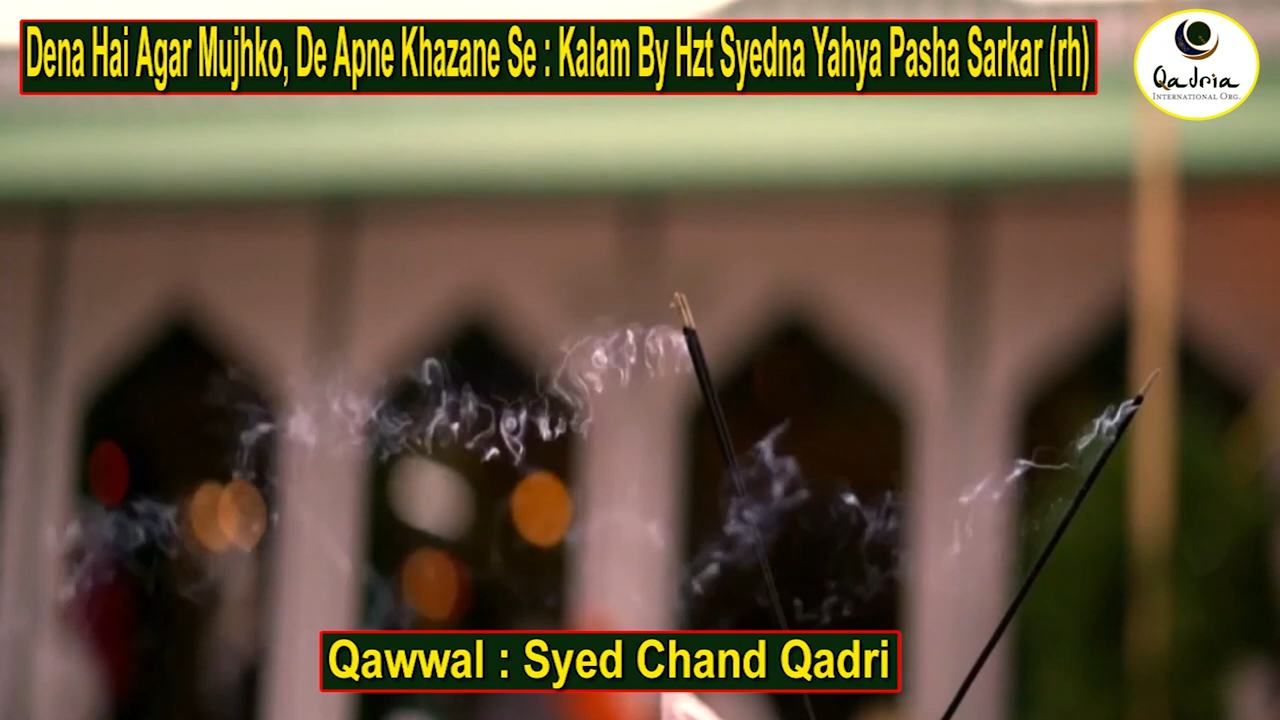 Dena Hai Agar Mujhko, De Apne Khazane Se : Kalam By Hzt Syedna Yahya Pasha Sarkar (rh)
Qadria
INTERNATIONAL ORG.
Qawwal : Syed Chand Qadri